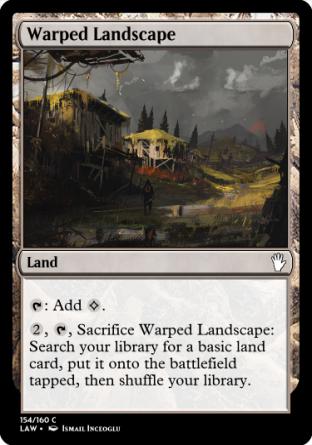 Warped Landscape
Land
: Add .
2, , Sacrifice Warped Landscape:
Search your library for a basic land
card, put it onto the battlefield
tapped, then shuffle your library.
154/160 C
LAW • Ismail Inceoglu